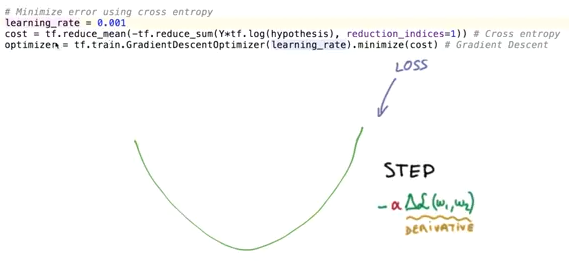 # Minimize error using cross entropy
learning_rate = 0.001
cost = tf.reduce_mean(-tf.reduce_sum(Y*tf.log(hypothesis), reduction_indices=1)) # Cross entropy
optimizer = tf.train.GradientDescentOptimizer(learning_rate).minimize(cost) # Gradient Descent
LOSS
STEP
-α Δℒ(w₁,w₂)
DERIVATIVE